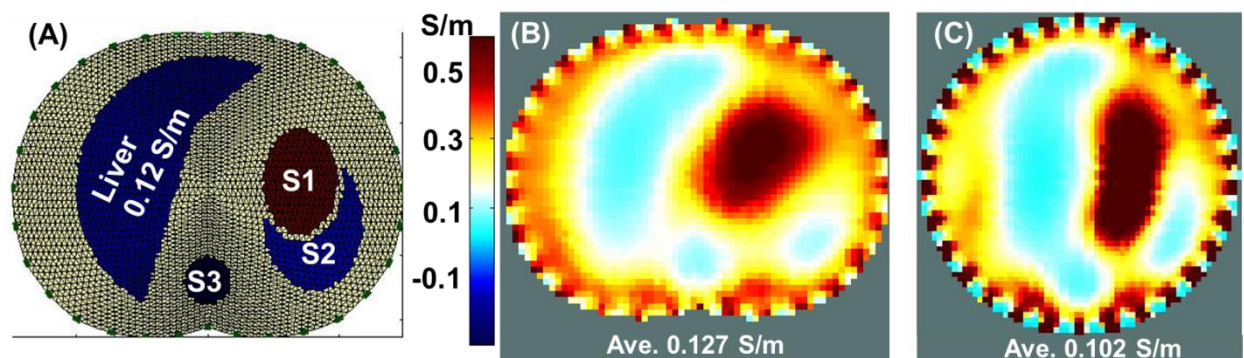 (A)
S/m
(B)
(C)
0.5
0.3
0.1
-0.1
Liver
0.12 S/m
S1
S2
S3
Ave. 0.127 S/m
Ave. 0.102 S/m